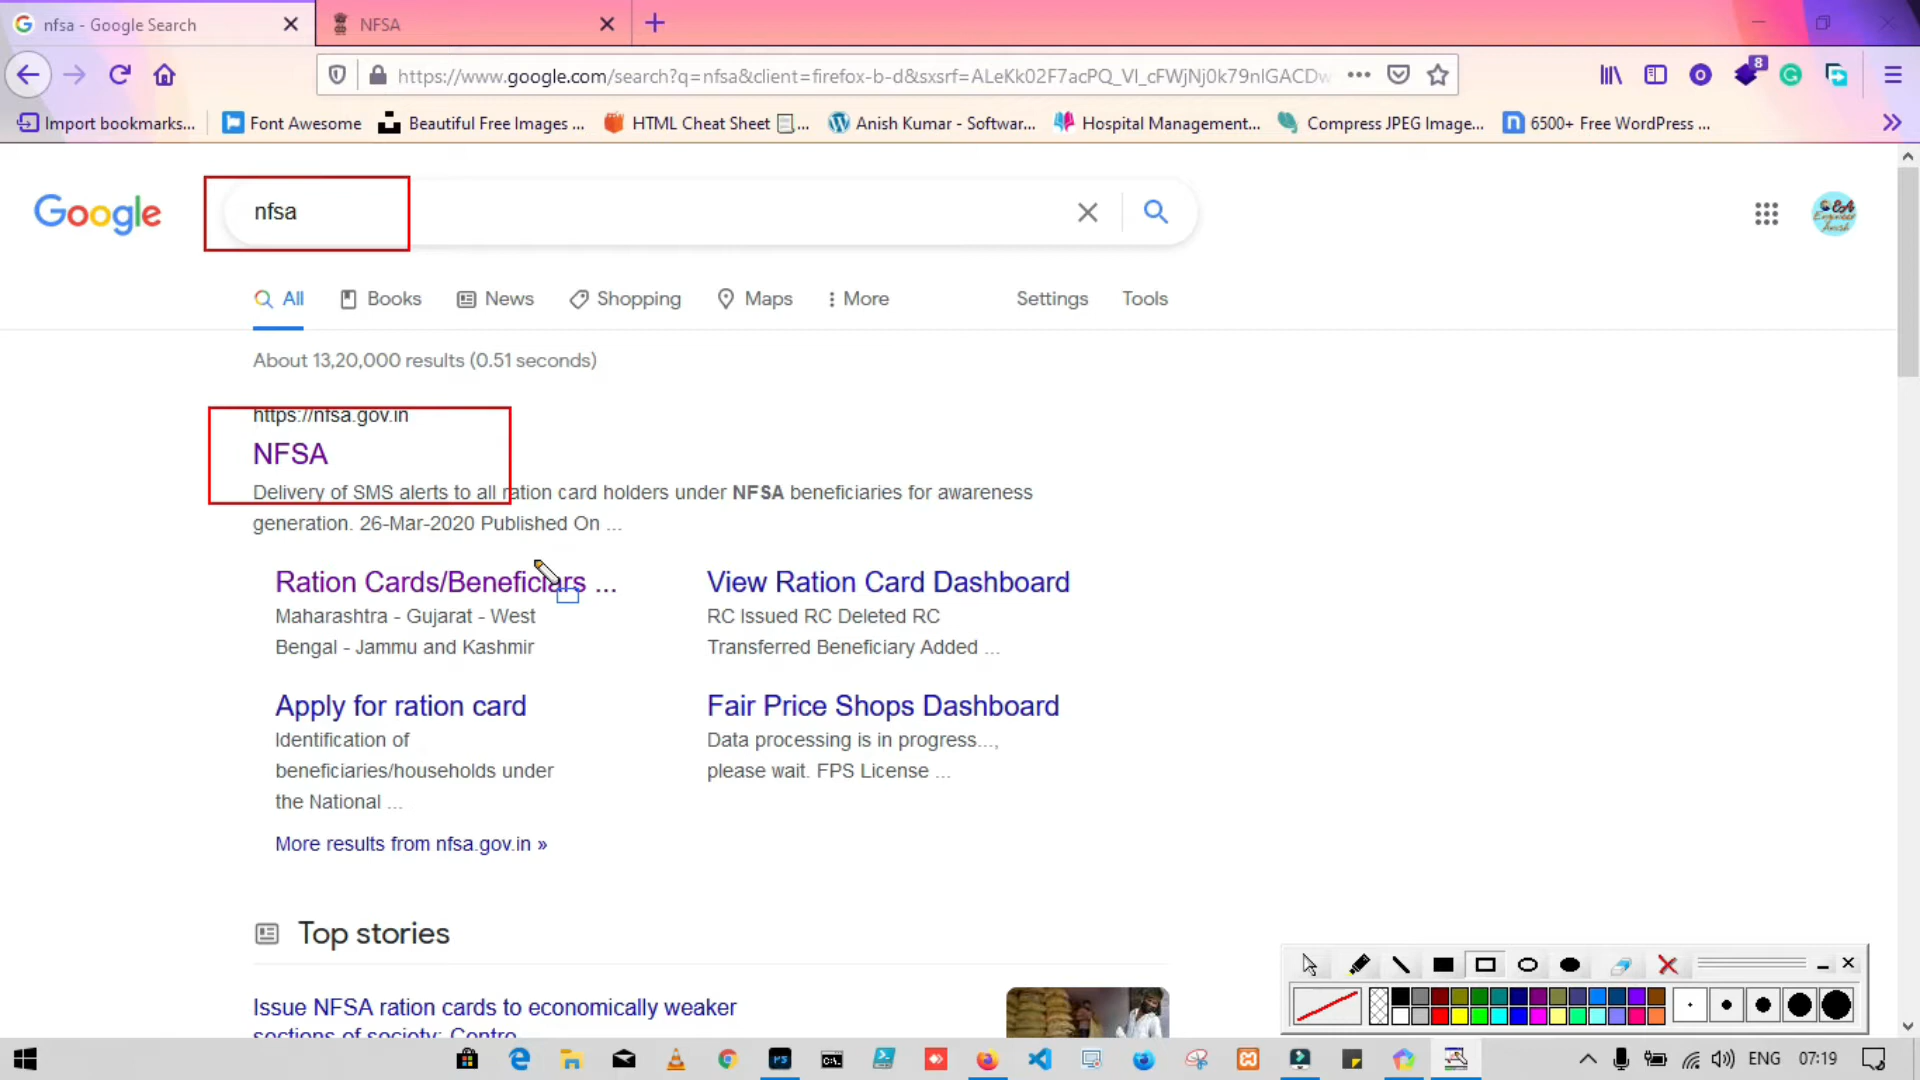 nfsa - Google Search
NFSA
https://www.google.com/search?q=nfsa&client=firefox-b-d&sxsrf=ALeKk02F7acPQ_VI_cFWjNj0k79nlGACDw
8
Import bookmarks...
Font Awesome
Beautiful Free Images ...
HTML Cheat Sheet ...
Anish Kumar - Softwar...
Hospital Management...
Compress JPEG Image...
6500+ Free WordPress ...
Google
nfsa
All
Books
News
Shopping
Maps
More
Settings
Tools
About 13,20,000 results (0.51 seconds)
https://nfsa.gov.in
NFSA
Delivery of SMS alerts to all ration card holders under NFSA beneficiaries for awareness
generation. 26-Mar-2020 Published On ...
Ration Cards/Beneficiars ...
Maharashtra - Gujarat - West
Bengal - Jammu and Kashmir
View Ration Card Dashboard
RC Issued RC Deleted RC
Transferred Beneficiary Added ...
Apply for ration card
Identification of
beneficiaries/households under
the National ...
Fair Price Shops Dashboard
Data processing is in progress...,
please wait. FPS License ...
More results from nfsa.gov.in »
Top stories
Issue NFSA ration cards to economically weaker
sections of society: Centre
ENG
07:19